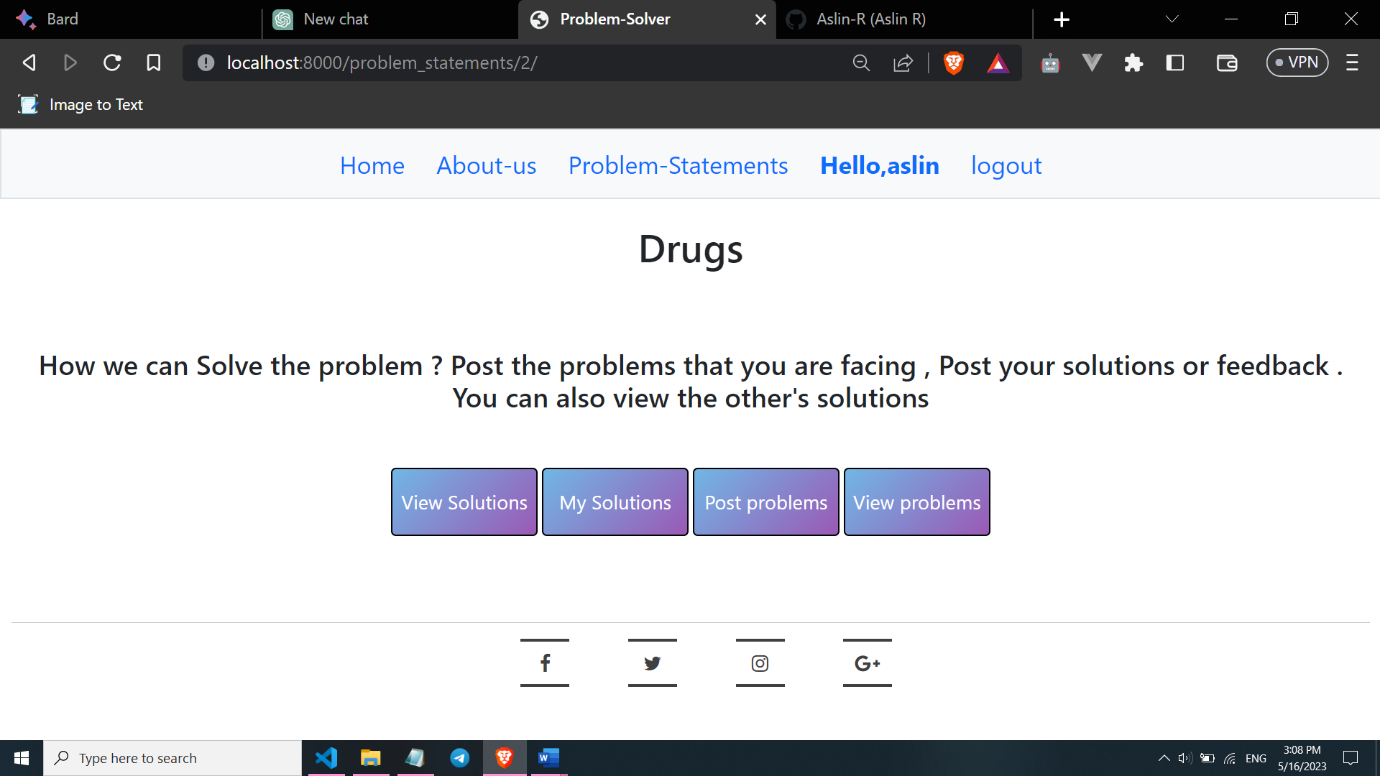 Bard
New chat
Problem-Solver
Aslin-R (Aslin R)
localhost:8000/problem_statements/2/
VPN
Image to Text
Home About-us Problem-Statements Hello,aslin logout
Drugs
How we can Solve the problem ? Post the problems that you are facing , Post your solutions or feedback .
You can also view the other's solutions
View Solutions My Solutions Post problems View problems
Type here to search
ENG
3:08 PM
5/16/2023